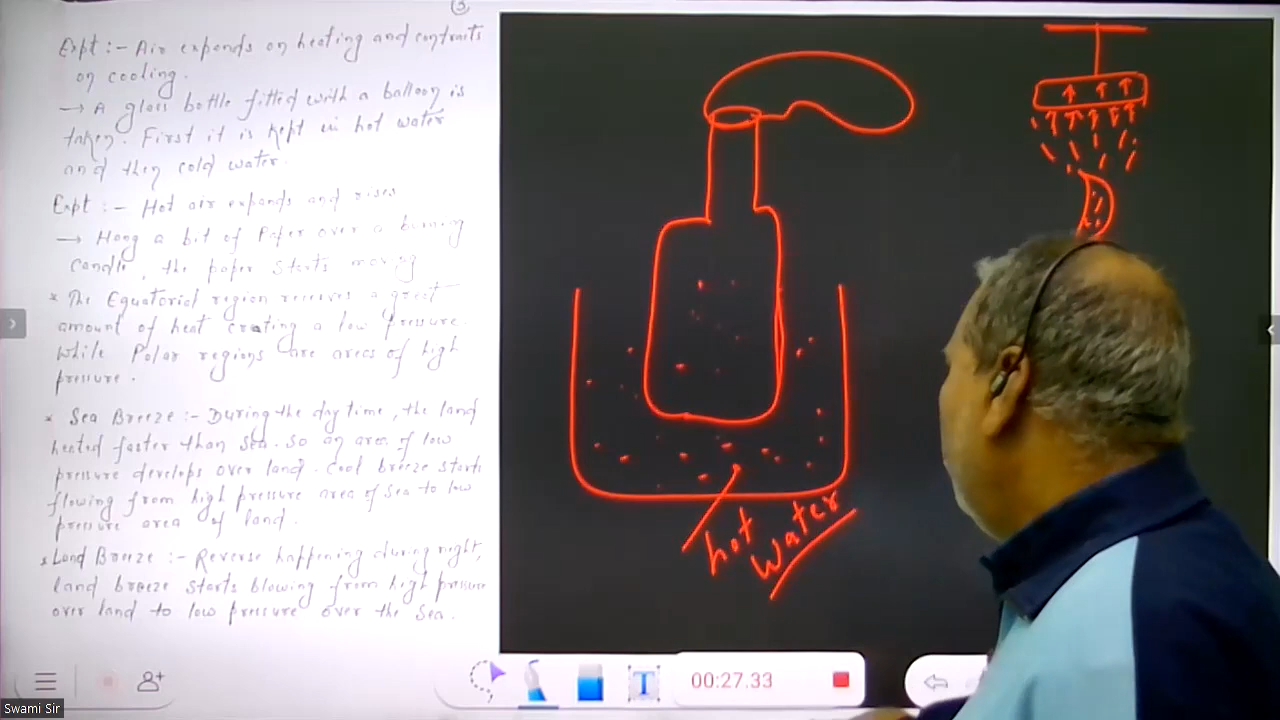 3
Expt :- Air expands on heating and contracts
on cooling.
→ A glass bottle fitted with a balloon is
taken. First it is kept in hot water
and then cold water.
Expt :- Hot air expands and rises
→ Hang a bit of Paper over a burning
candle, the paper starts moving
* The Equatorial region receives a great
amount of heat creating a low pressure.
While Polar regions are areas of high
pressure.
* Sea Breeze :- During the day time, the land
heated faster than sea. So an area of low
pressure develops over land. Cool breeze starts
flowing from high pressure area of sea to low
pressure area of land.
* Land Breeze :- Reverse happening during night,
land breeze starts blowing from high pressure
over land to low pressure over the sea.
hot
water
T
00:27.33
Swami Sir